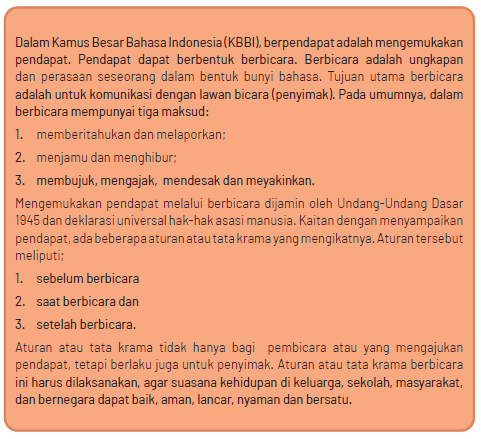 Dalam Kamus Besar Bahasa Indonesia (KBBI), berpendapat adalah mengemukakan
pendapat. Pendapat dapat berbentuk berbicara. Berbicara adalah ungkapan
dan perasaan seseorang dalam bentuk bunyi bahasa. Tujuan utama berbicara
adalah untuk komunikasi dengan lawan bicara (penyimak). Pada umumnya, dalam
berbicara mempunyai tiga maksud:
1. memberitahukan dan melaporkan;
2. menjamu dan menghibur;
3. membujuk, mengajak, mendesak dan meyakinkan.
Mengemukakan pendapat melalui berbicara dijamin oleh Undang-Undang Dasar
1945 dan deklarasi universal hak-hak asasi manusia. Kaitan dengan menyampaikan
pendapat, ada beberapa aturan atau tata krama yang mengikatnya. Aturan tersebut
meliputi;
1. sebelum berbicara
2. saat berbicara dan
3. setelah berbicara.
Aturan atau tata krama tidak hanya bagi pembicara atau yang mengajukan
pendapat, tetapi berlaku juga untuk penyimak. Aturan atau tata krama berbicara
ini harus dilaksanakan, agar suasana kehidupan di keluarga, sekolah, masyarakat,
dan bernegara dapat baik, aman, lancar, nyaman dan bersatu.